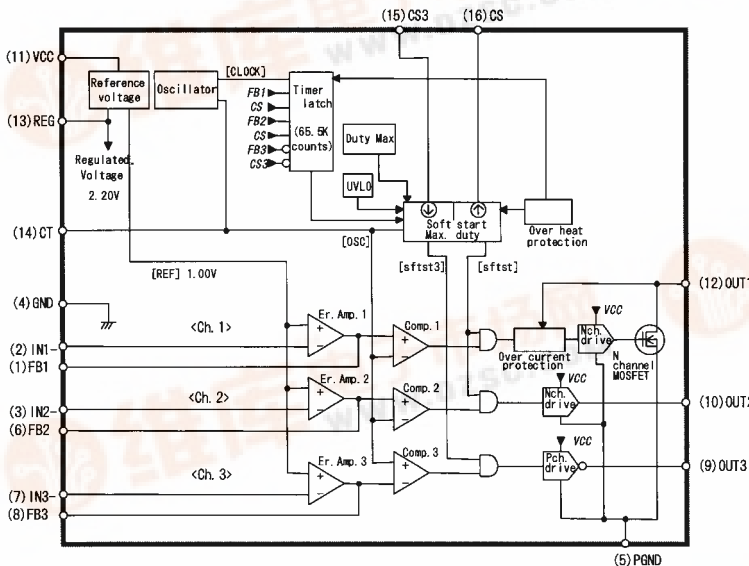 (15)CS3 (16)CS
(11)VCC
Reference voltage
Oscillator
[CLOCK]
FB1
CS
FB2
CS
FB3
CS3
Timer latch
(65.5K counts)
Duty Max
UVLO
(13)REG
Regulated Voltage
2.20V
Soft start
Max. duty
Over heat protection
(14)CT
[OSC]
[sftst3]
[sftst]
[REF] 1.00V
(12)OUT1
(4)GND
<Ch. 1>
Er. Amp. 1
Comp. 1
VCC
(2)IN1-
(1)FB1
Over current protection
Nch. drive
N channel MOSFET
<Ch. 2>
Er. Amp. 2
Comp. 2
VCC
(3)IN2-
Nch. drive
(10)OUT2
(6)FB2
<Ch. 3>
Er. Amp. 3
Comp. 3
VCC
Pch. drive
(9)OUT3
(7)IN3-
(8)FB3
(5)PGND